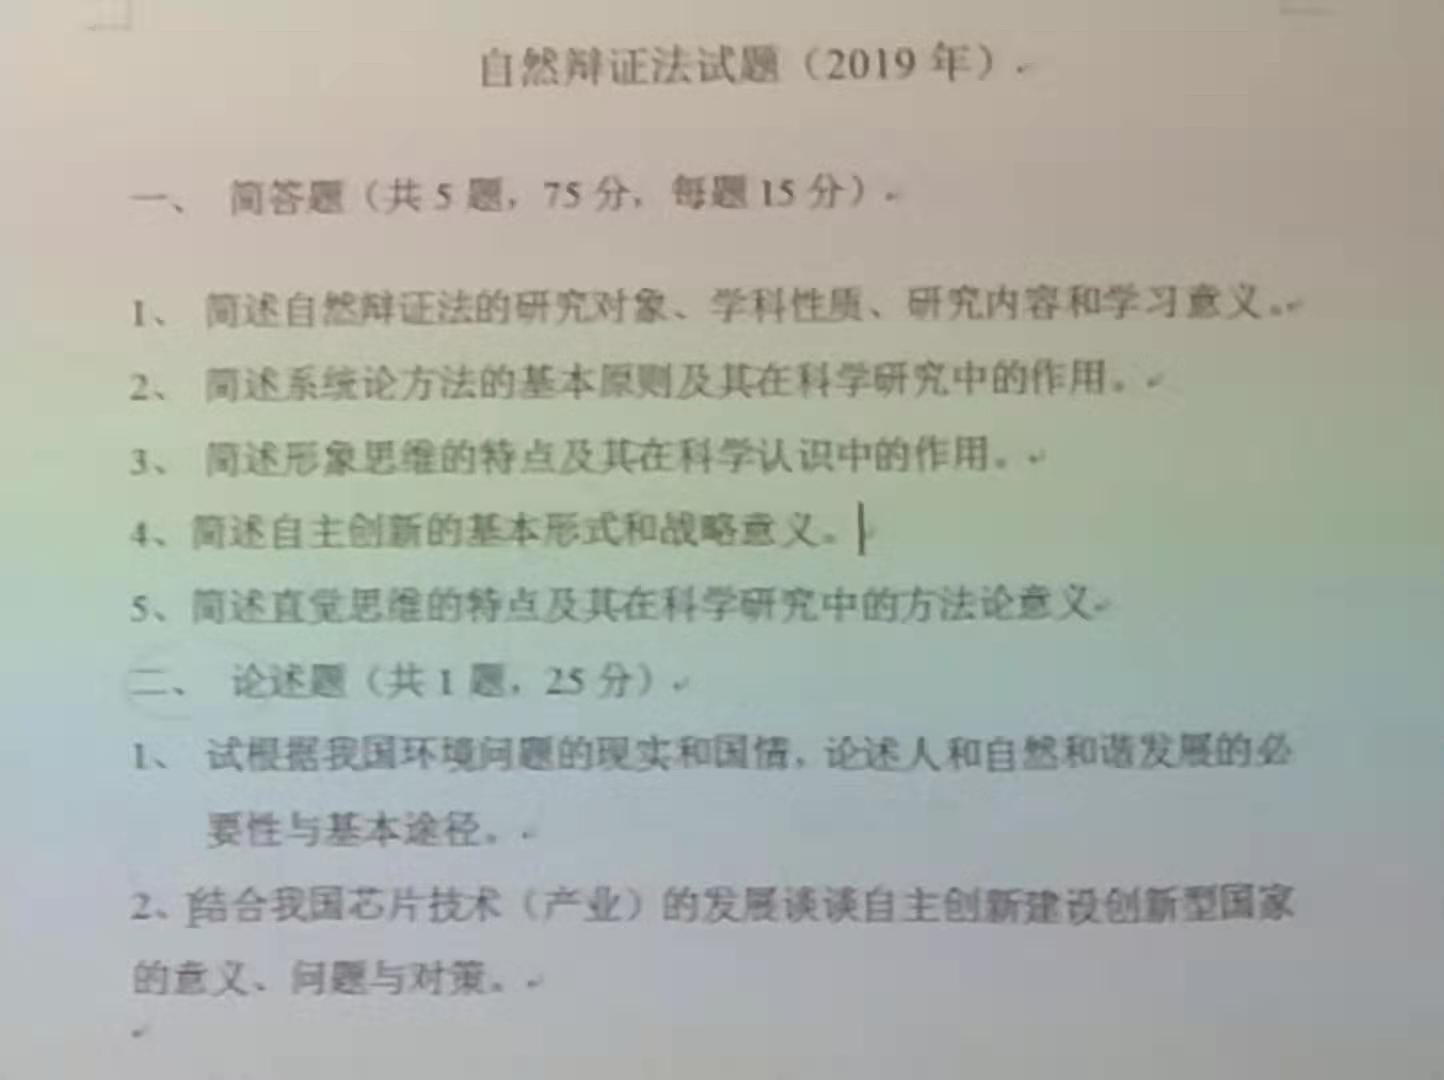 自然辩证法试题（2019 年）
一、 简答题（共 5 题，75 分，每题 15 分）
1、 简述自然辩证法的研究对象、学科性质、研究内容和学习意义。
2、 简述系统论方法的基本原则及其在科学研究中的作用。
3、 简述形象思维的特点及其在科学认识中的作用。
4、简述自主创新的基本形式和战略意义。
5、简述直觉思维的特点及其在科学研究中的方法论意义
二、 论述题（共 1 题，25 分）
1、 试根据我国环境问题的现实和国情，论述人和自然和谐发展的必
要性与基本途径。
2、结合我国芯片技术（产业）的发展谈谈自主创新建设创新型国家
的意义、问题与对策。